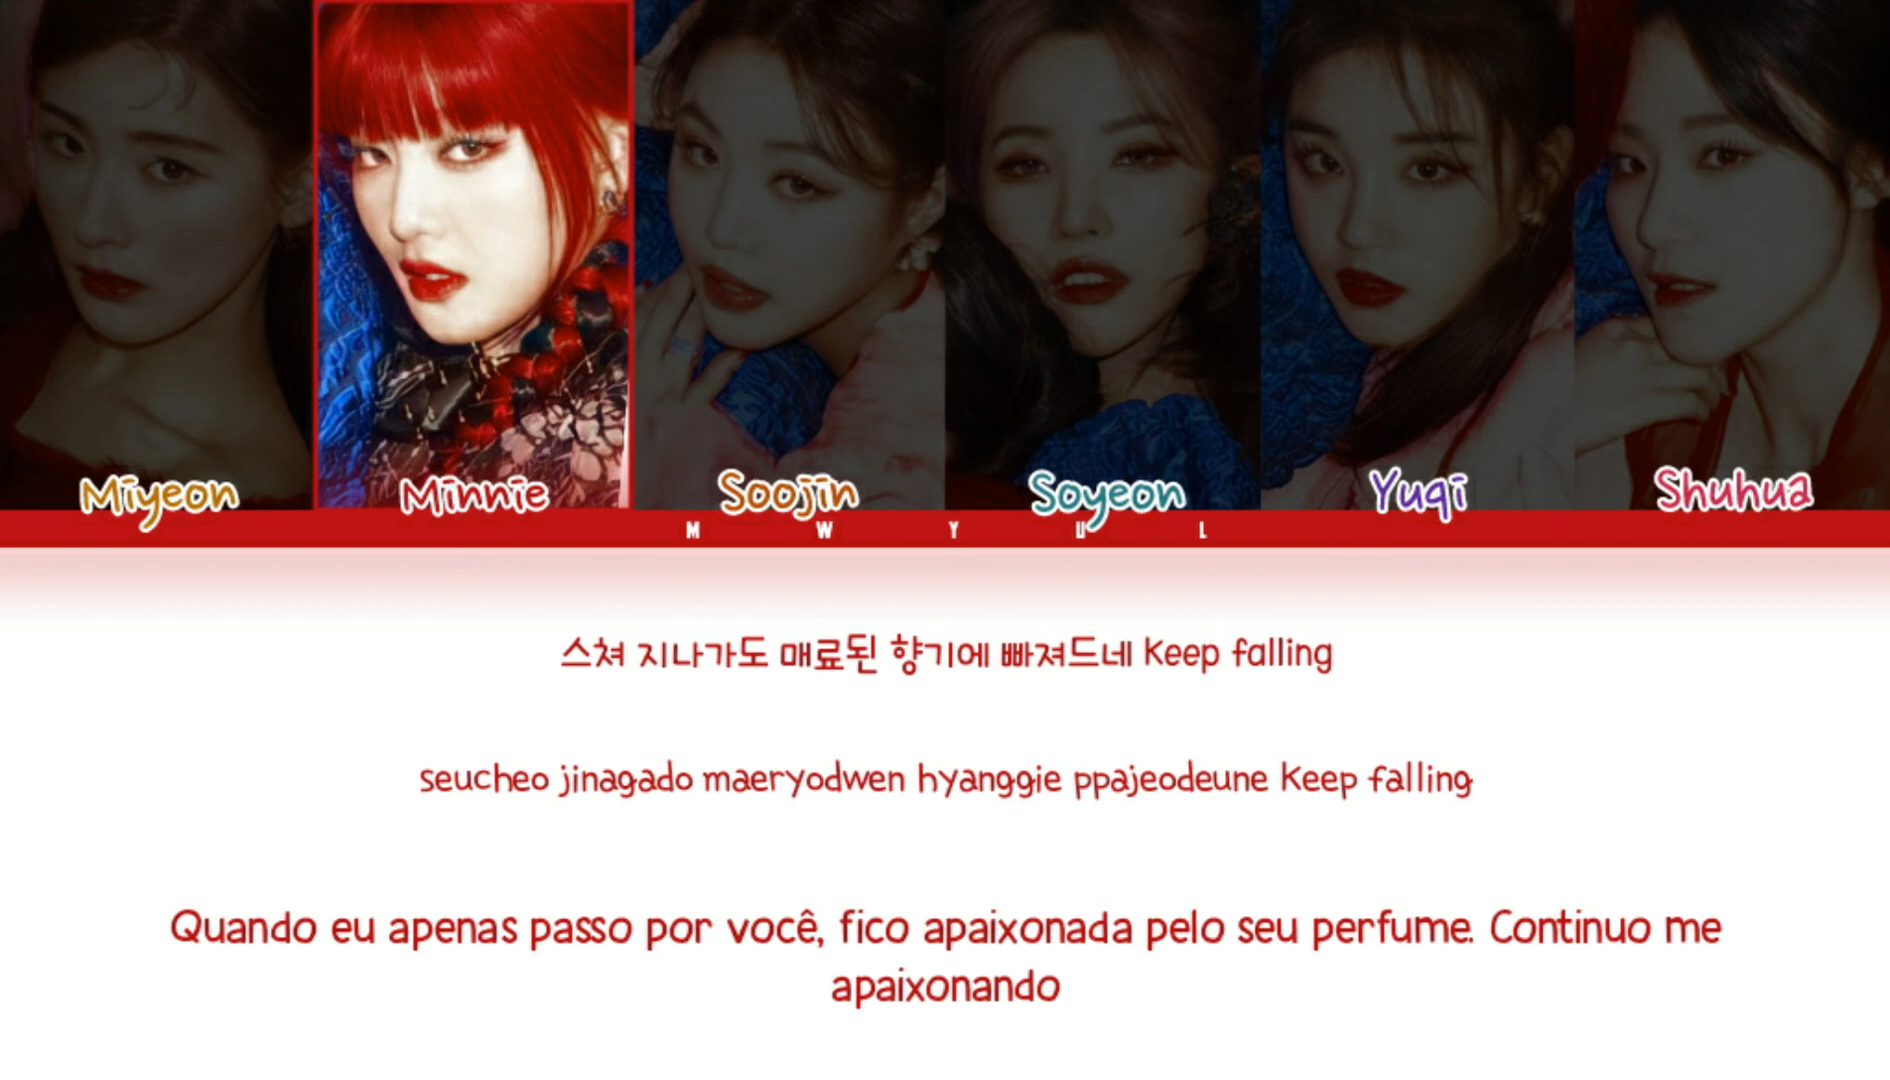 Miyeon Minnie Soojin Soyeon Yuqi Shuhua
M W Y U L
스쳐 지나가도 매료된 향기에 빠져드네 Keep falling
seucheo jinagado maeryodwen hyanggie ppajeodeune Keep falling
Quando eu apenas passo por você, fico apaixonada pelo seu perfume. Continuo me
apaixonando